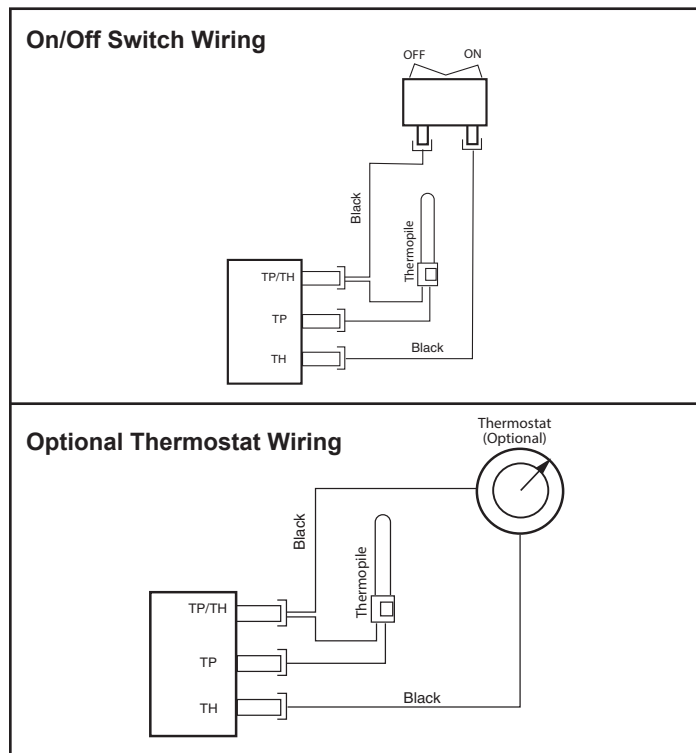 On/Off Switch Wiring
OFF ON
Black
Thermopile
TP/TH
TP
TH
Black
Optional Thermostat Wiring
Thermostat
(Optional)
Black
Thermopile
TP/TH
TP
TH
Black